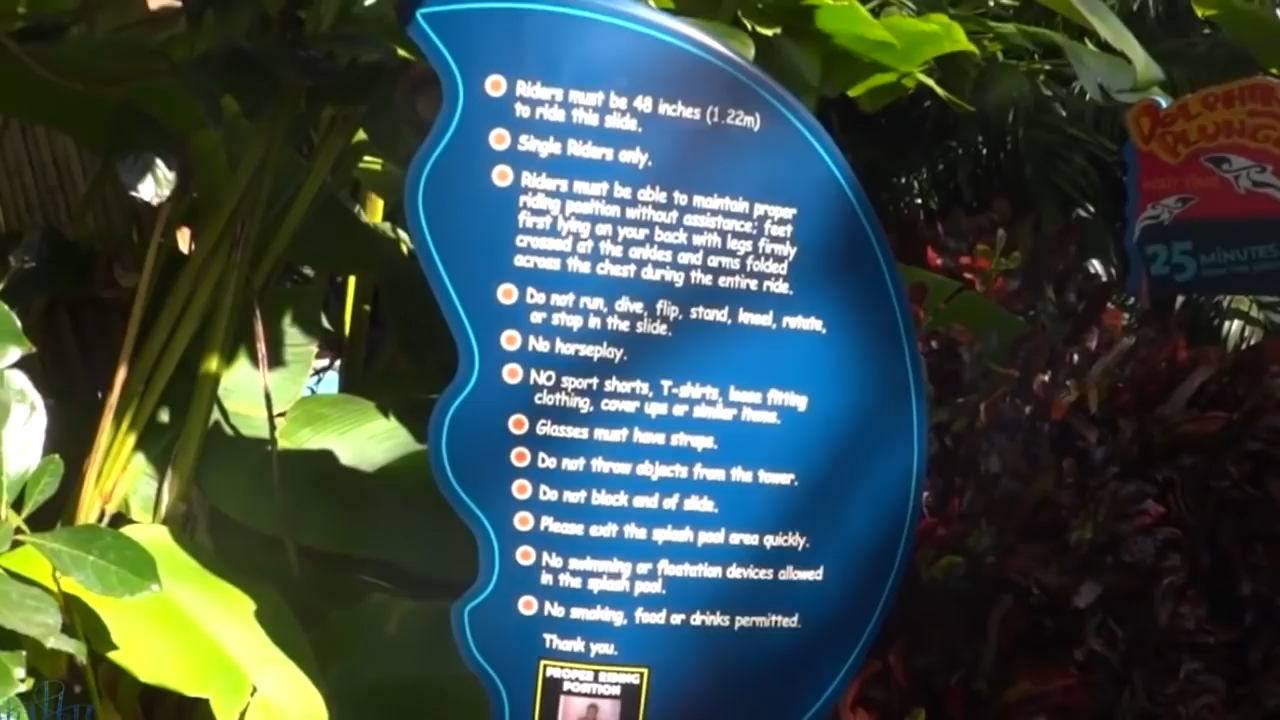 Riders must be 48 inches (1.22m)
to ride this slide.
Single Riders only.
Riders must be able to maintain proper
riding position without assistance; feet
first lying on your back with legs firmly
crossed at the ankles and arms folded
across the chest during the entire ride.
Do not run, dive, flip, stand, kneel, rotate,
or stop in the slide.
No horseplay.
NO sport shorts, T-shirts, loose fitting
clothing, cover ups or similar items.
Glasses must have straps.
Do not throw objects from the tower.
Do not block end of slide.
Please exit the splash pool area quickly.
No swimming or floatation devices allowed
in the splash pool.
No smoking, food or drinks permitted.
Thank you.
PROPER RIDING
POSITION
DOLPHIN
PLUNGE
25 MINUTES